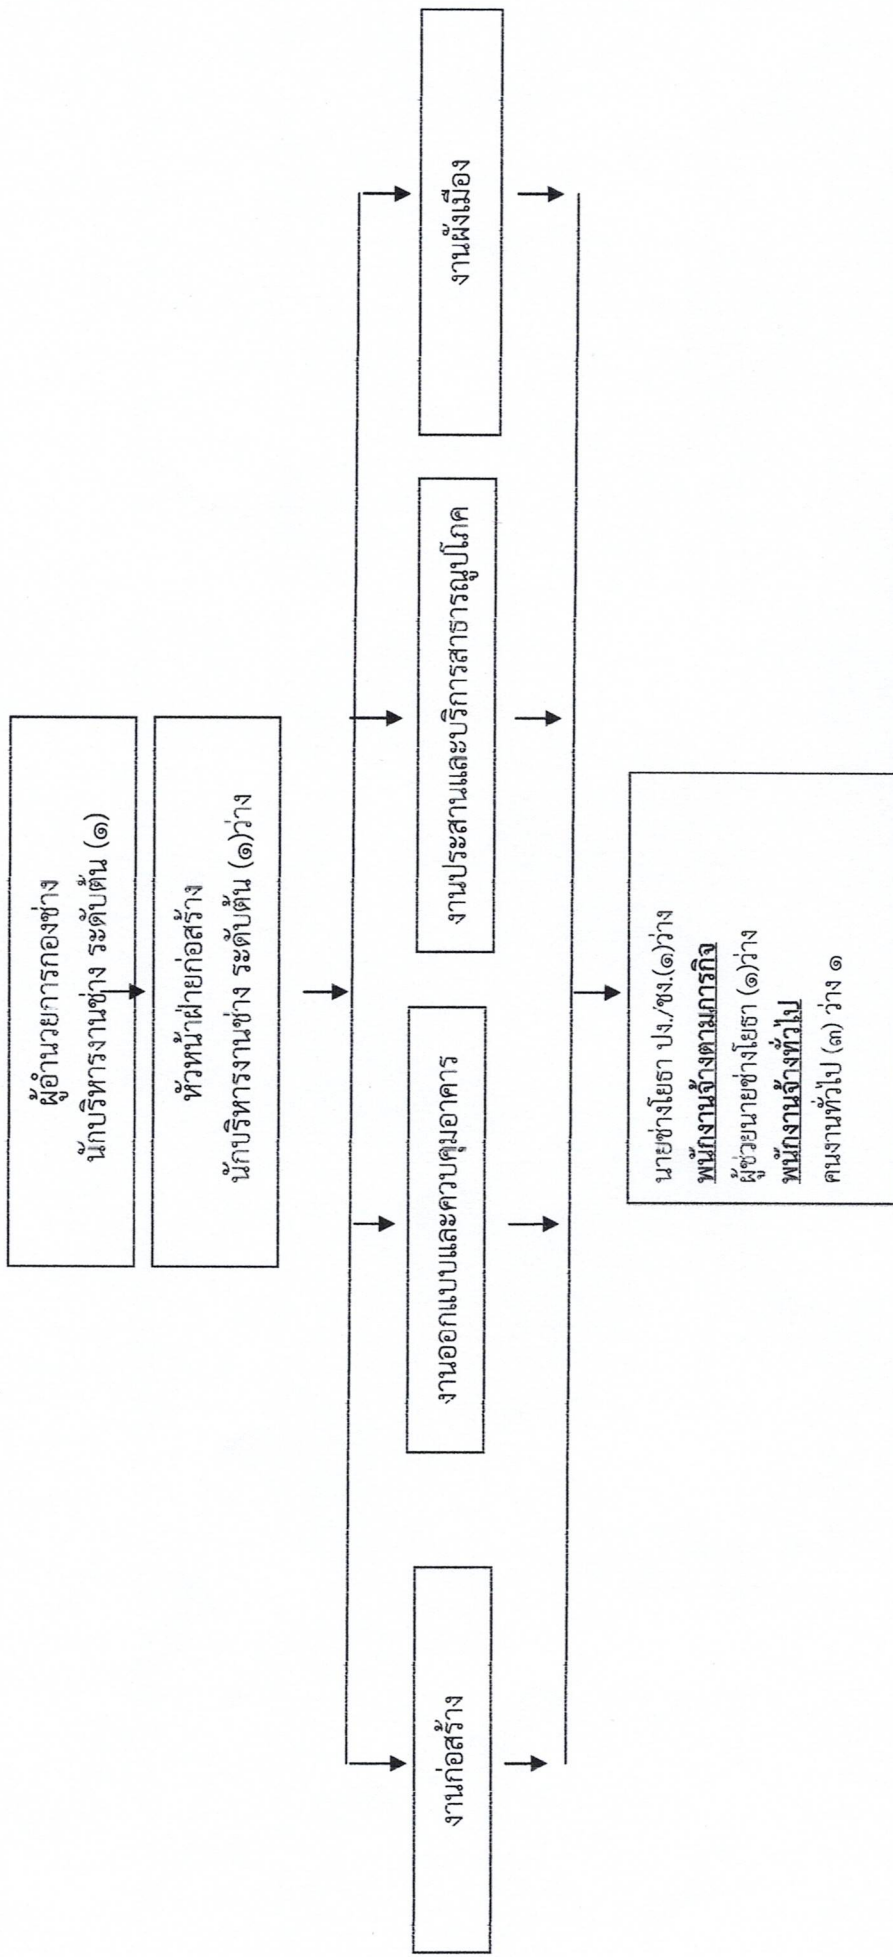 ผู้อำนวยการกองช่าง
นักบริหารงานช่าง ระดับต้น (๑)
หัวหน้าฝ่ายก่อสร้าง
นักบริหารงานช่าง ระดับต้น (๑)ว่าง
งานก่อสร้าง
งานออกแบบและควบคุมอาคาร
งานประสานและบริการสาธารณูปโภค
งานผังเมือง
นายช่างโยธา ปง./ชง.(๑)ว่าง
พนักงานจ้างตามภารกิจ
ผู้ช่วยนายช่างโยธา (๑)ว่าง
พนักงานจ้างทั่วไป
คนงานทั่วไป (๓) ว่าง ๑